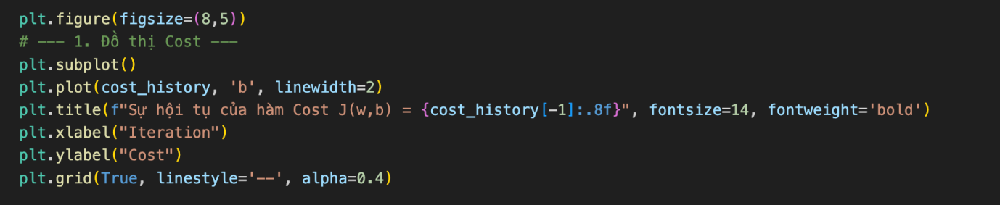 plt.figure(figsize=(8,5))
# --- 1. Đồ thị Cost ---
plt.subplot()
plt.plot(cost_history, 'b', linewidth=2)
plt.title(f"Sự hội tụ của hàm Cost J(w,b) = {cost_history[-1]:.8f}", fontsize=14, fontweight='bold')
plt.xlabel("Iteration")
plt.ylabel("Cost")
plt.grid(True, linestyle='--', alpha=0.4)